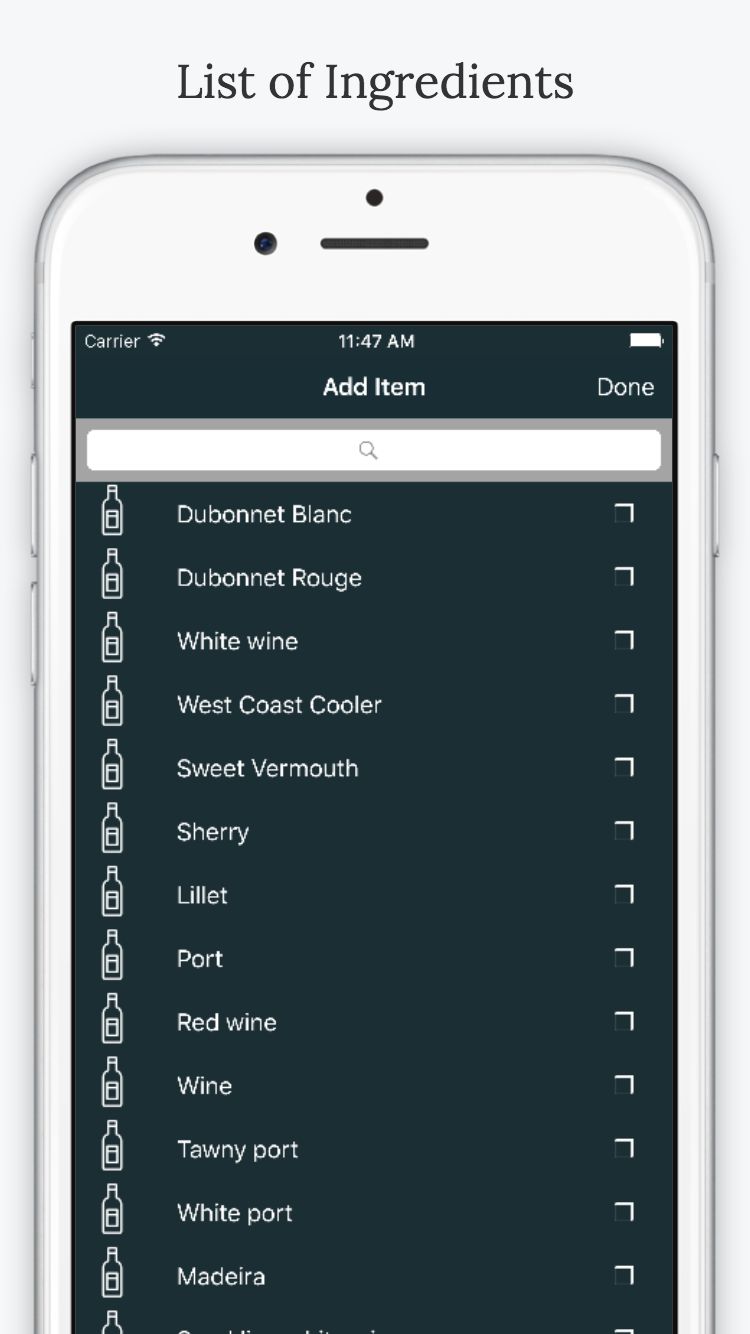 List of Ingredients
Carrier
11:47 AM
Add Item
Done
Dubonnet Blanc
Dubonnet Rouge
White wine
West Coast Cooler
Sweet Vermouth
Sherry
Lillet
Port
Red wine
Wine
Tawny port
White port
Madeira